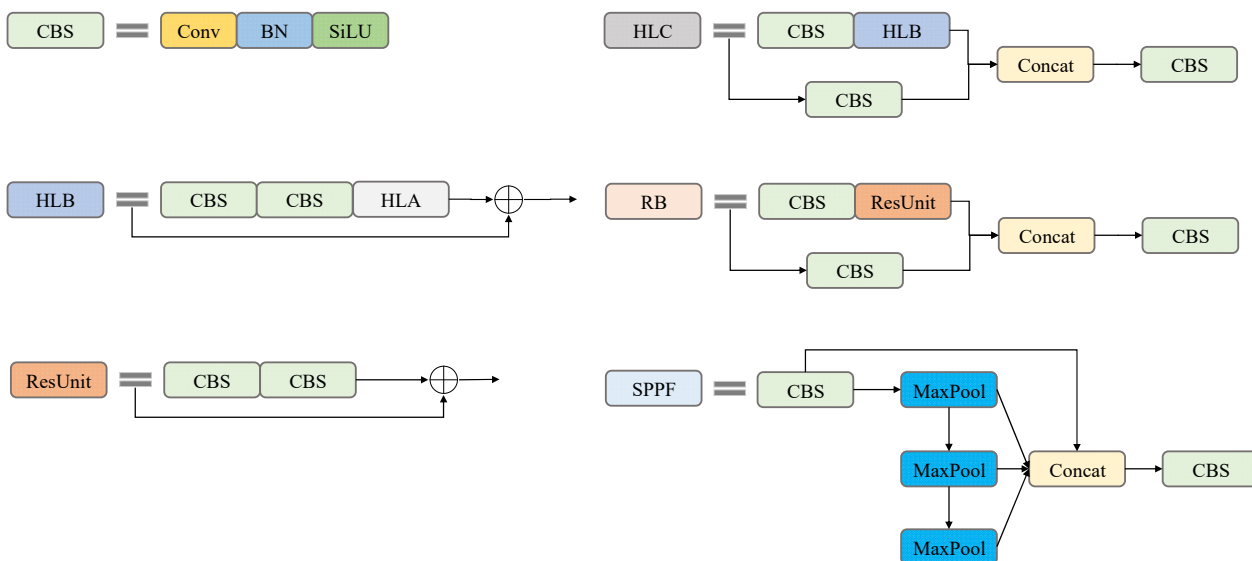 CBS Conv BN SiLU
HLC CBS HLB
Concat CBS
CBS
HLB CBS CBS HLA
RB CBS ResUnit
Concat CBS
CBS
ResUnit CBS CBS
SPPF CBS MaxPool
MaxPool Concat CBS
MaxPool